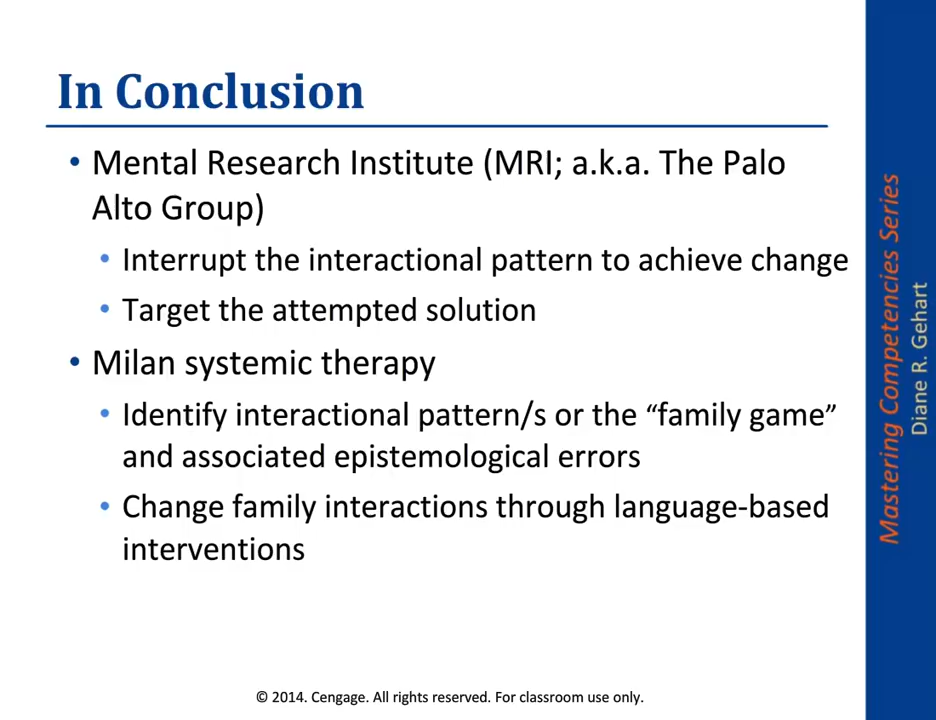 In Conclusion
• Mental Research Institute (MRI; a.k.a. The Palo
Alto Group)
• Interrupt the interactional pattern to achieve change
• Target the attempted solution
• Milan systemic therapy
• Identify interactional pattern/s or the “family game”
and associated epistemological errors
• Change family interactions through language-based
interventions
© 2014. Cengage. All rights reserved. For classroom use only.
Mastering Competencies Series
Diane R. Gehart